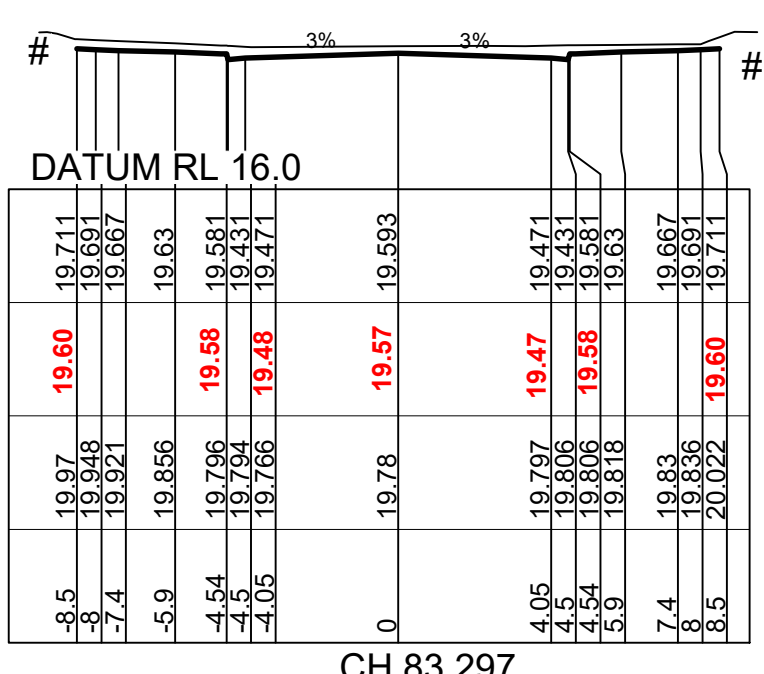 3% 3%
# #
DATUM RL 16.0
19.711 19.691 19.667 19.63 19.581 19.431 19.471 19.593 19.471 19.431 19.581 19.63 19.667 19.691 19.711
19.60 19.58 19.48 19.57 19.47 19.58 19.60
19.97 19.948 19.921 19.856 19.796 19.794 19.766 19.78 19.797 19.806 19.806 19.818 19.83 19.836 20.022
-8.5 -8 -7.4 -5.9 -4.54 -4.5 -4.05 0 4.05 4.5 4.54 5.9 7.4 8 8.5
CH 83.297